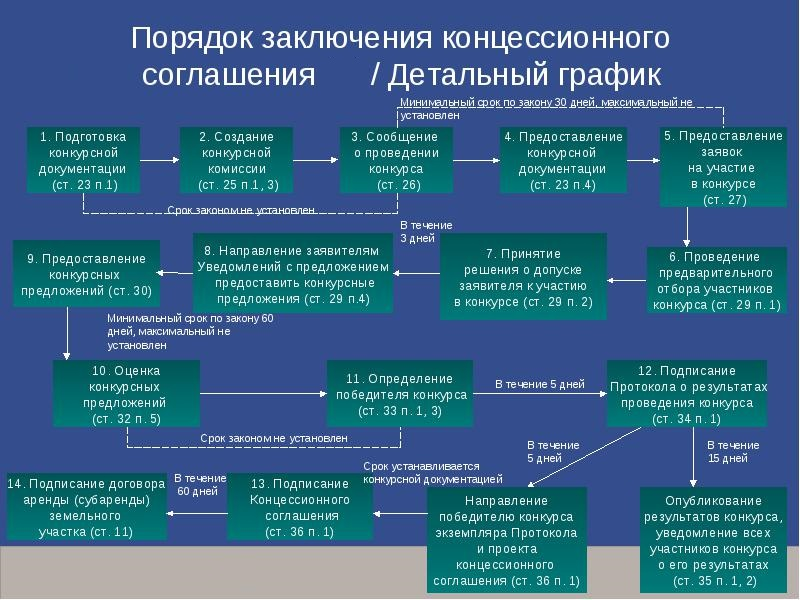 Порядок заключения концессионного
соглашения / Детальный график
Минимальный срок по закону 30 дней, максимальный не
установлен
1. Подготовка
конкурсной
документации
(ст. 23 п.1)
2. Создание
конкурсной
комиссии
(ст. 25 п.1, 3)
3. Сообщение
о проведении
конкурса
(ст. 26)
4. Предоставление
конкурсной
документации
(ст. 23 п.4)
5. Предоставление
заявок
на участие
в конкурсе
(ст. 27)
Срок законом не установлен
В течение
3 дней
9. Предоставление
конкурсных
предложений (ст. 30)
8. Направление заявителям
Уведомлений с предложением
предоставить конкурсные
предложения (ст. 29 п.4)
7. Принятие
решения о допуске
заявителя к участию
в конкурсе (ст. 29 п. 2)
6. Проведение
предварительного
отбора участников
конкурса (ст. 29 п. 1)
Минимальный срок по закону 60
дней, максимальный не
установлен
10. Оценка
конкурсных
предложений
(ст. 32 п. 5)
11. Определение
победителя конкурса
(ст. 33 п. 1, 3)
В течение 5 дней
12. Подписание
Протокола о результатах
проведения конкурса
(ст. 34 п. 1)
Срок законом не установлен
В течение
5 дней
В течение
15 дней
14. Подписание договора
аренды (субаренды)
земельного
участка (ст. 11)
В течение
60 дней
13. Подписание
Концессионного
соглашения
(ст. 36 п. 1)
Срок устанавливается
конкурсной документацией
Направление
победителю конкурса
экземпляра Протокола
и проекта
концессионного
соглашения (ст. 36 п. 1)
Опубликование
результатов конкурса,
уведомление всех
участников конкурса
о его результатах
(ст. 35 п. 1, 2)